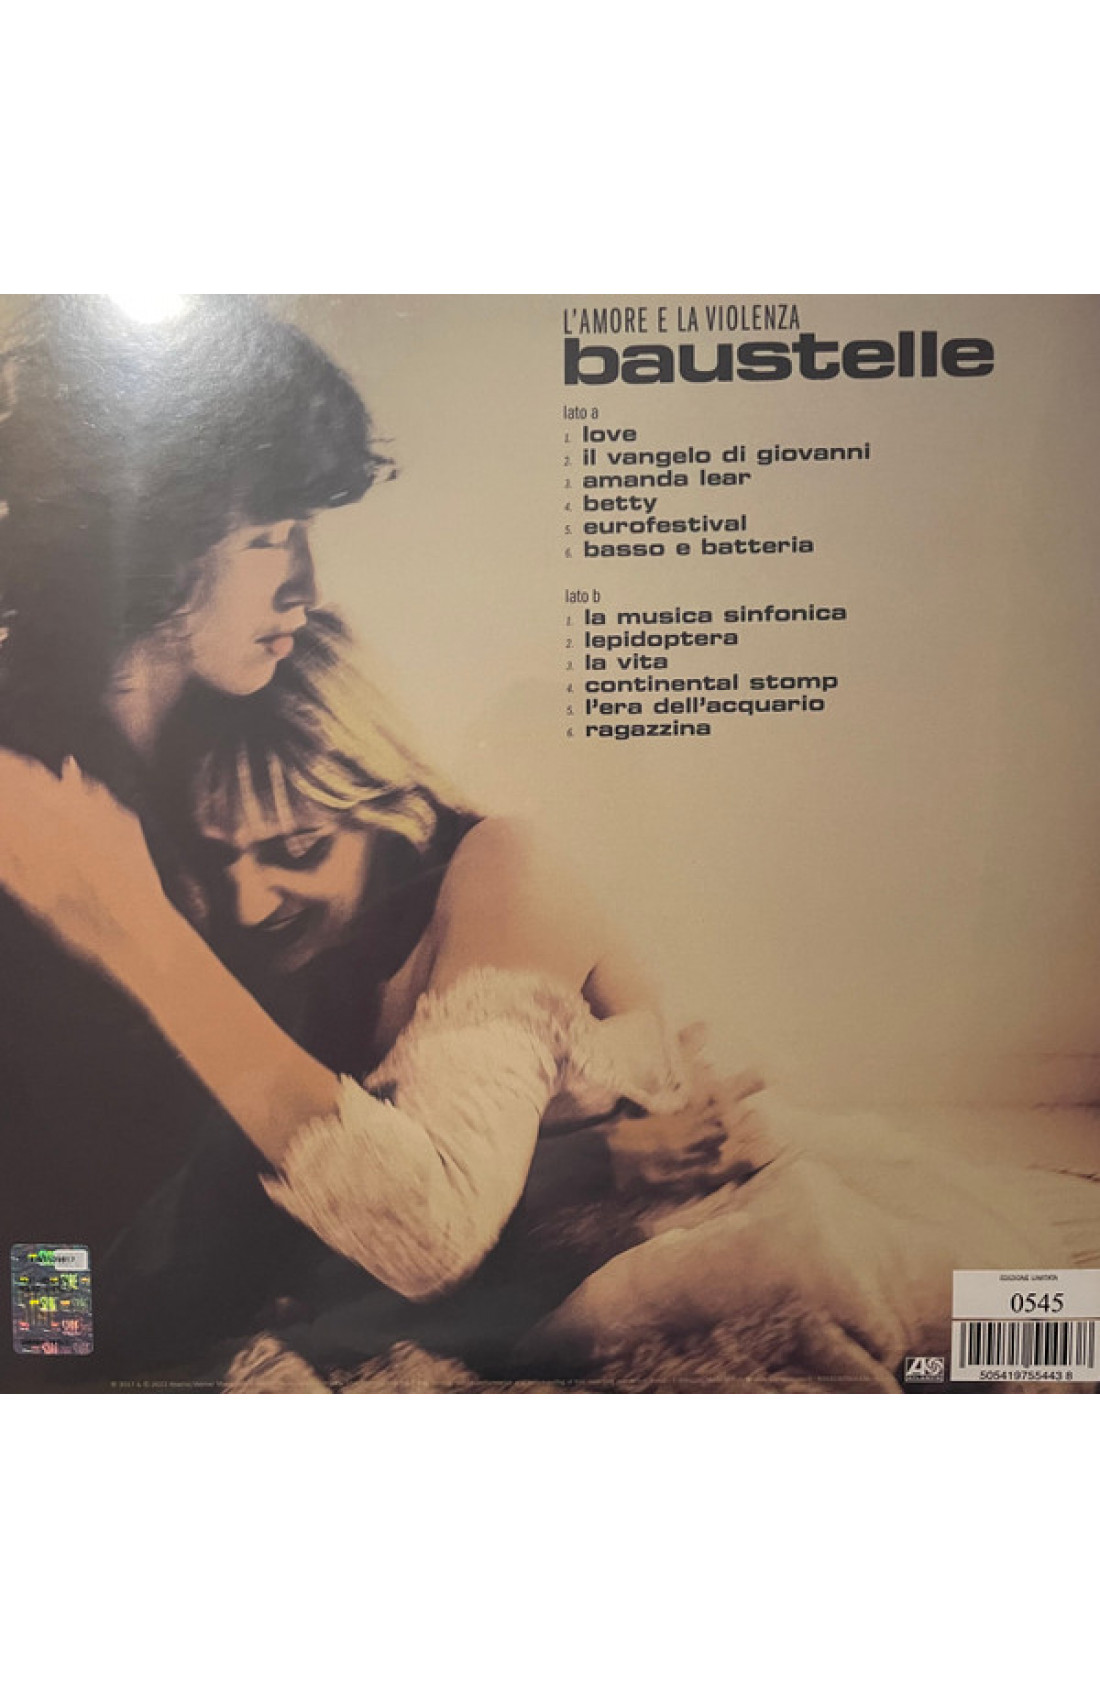 L'AMORE E LA VIOLENZA
baustelle
lato a
1. love
2. il vangelo di giovanni
3. amanda lear
4. betty
5. eurofestival
6. basso e batteria
lato b
1. la musica sinfonica
2. lepidoptera
3. la vita
4. continental stomp
5. l'era dell'acquario
6. ragazzina
EDIZIONE LIMITATA
0545
ATLANTIC
5054197554438